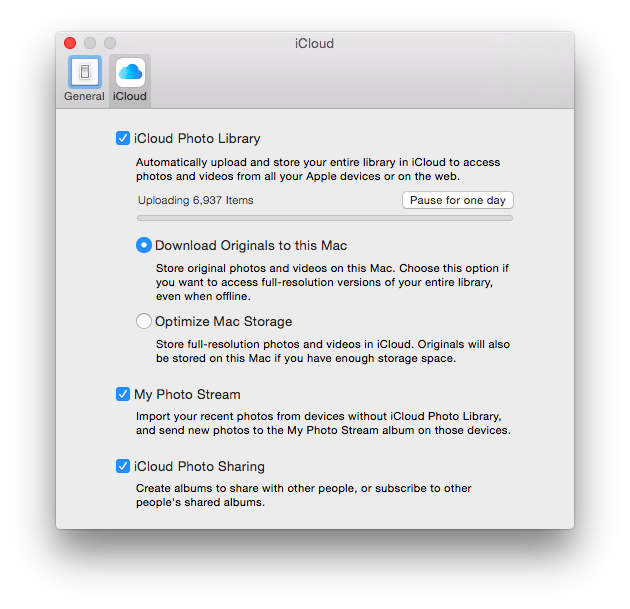 iCloud
General
iCloud
iCloud Photo Library
Automatically upload and store your entire library in iCloud to access
photos and videos from all your Apple devices or on the web.
Uploading 6,937 Items
Pause for one day
Download Originals to this Mac
Store original photos and videos on this Mac. Choose this option if
you want to access full-resolution versions of your entire library,
even when offline.
Optimize Mac Storage
Store full-resolution photos and videos in iCloud. Originals will also
be stored on this Mac if you have enough storage space.
My Photo Stream
Import your recent photos from devices without iCloud Photo Library,
and send new photos to the My Photo Stream album on those devices.
iCloud Photo Sharing
Create albums to share with other people, or subscribe to other
people's shared albums.